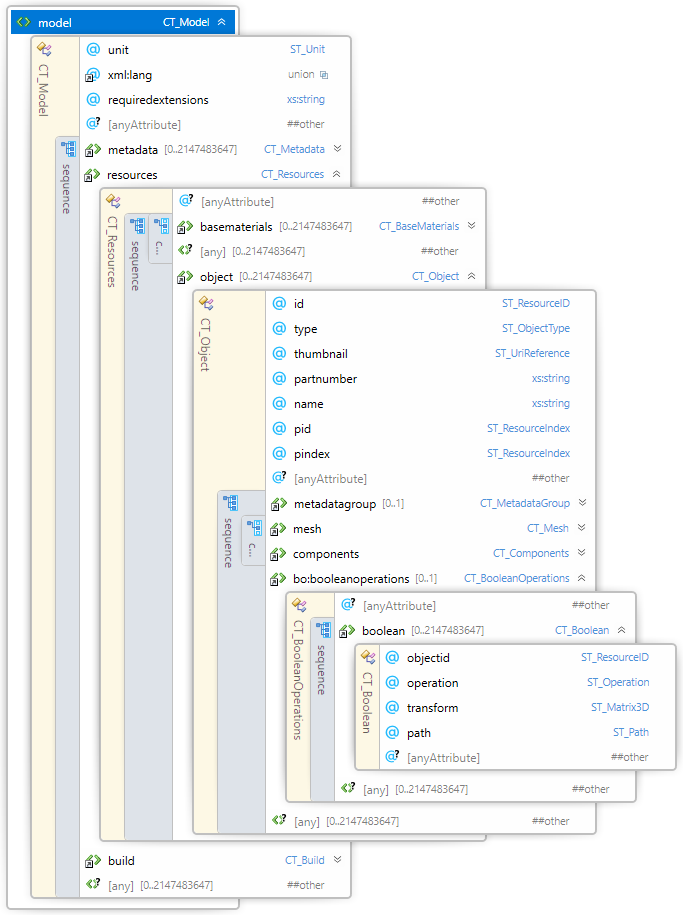 model CT_Model
CT_Model
unit ST_Unit
xml:lang union
requiredextensions xs:string
[anyAttribute] ##other
sequence
metadata [0..2147483647] CT_Metadata
resources CT_Resources
CT_Resources
[anyAttribute] ##other
sequence
c...
basematerials [0..2147483647] CT_BaseMaterials
[any] [0..2147483647] ##other
object [0..2147483647] CT_Object
CT_Object
id ST_ResourceID
type ST_ObjectType
thumbnail ST_UriReference
partnumber xs:string
name xs:string
pid ST_ResourceIndex
pindex ST_ResourceIndex
[anyAttribute] ##other
sequence
c...
metadatagroup [0..1] CT_MetadataGroup
mesh CT_Mesh
components CT_Components
bo:booleanoperations [0..1] CT_BooleanOperations
CT_BooleanOperations
[anyAttribute] ##other
sequence
boolean [0..2147483647] CT_Boolean
CT_Boolean
objectid ST_ResourceID
operation ST_Operation
transform ST_Matrix3D
path ST_Path
[anyAttribute] ##other
[any] [0..2147483647] ##other
[any] [0..2147483647] ##other
build CT_Build
[any] [0..2147483647] ##other